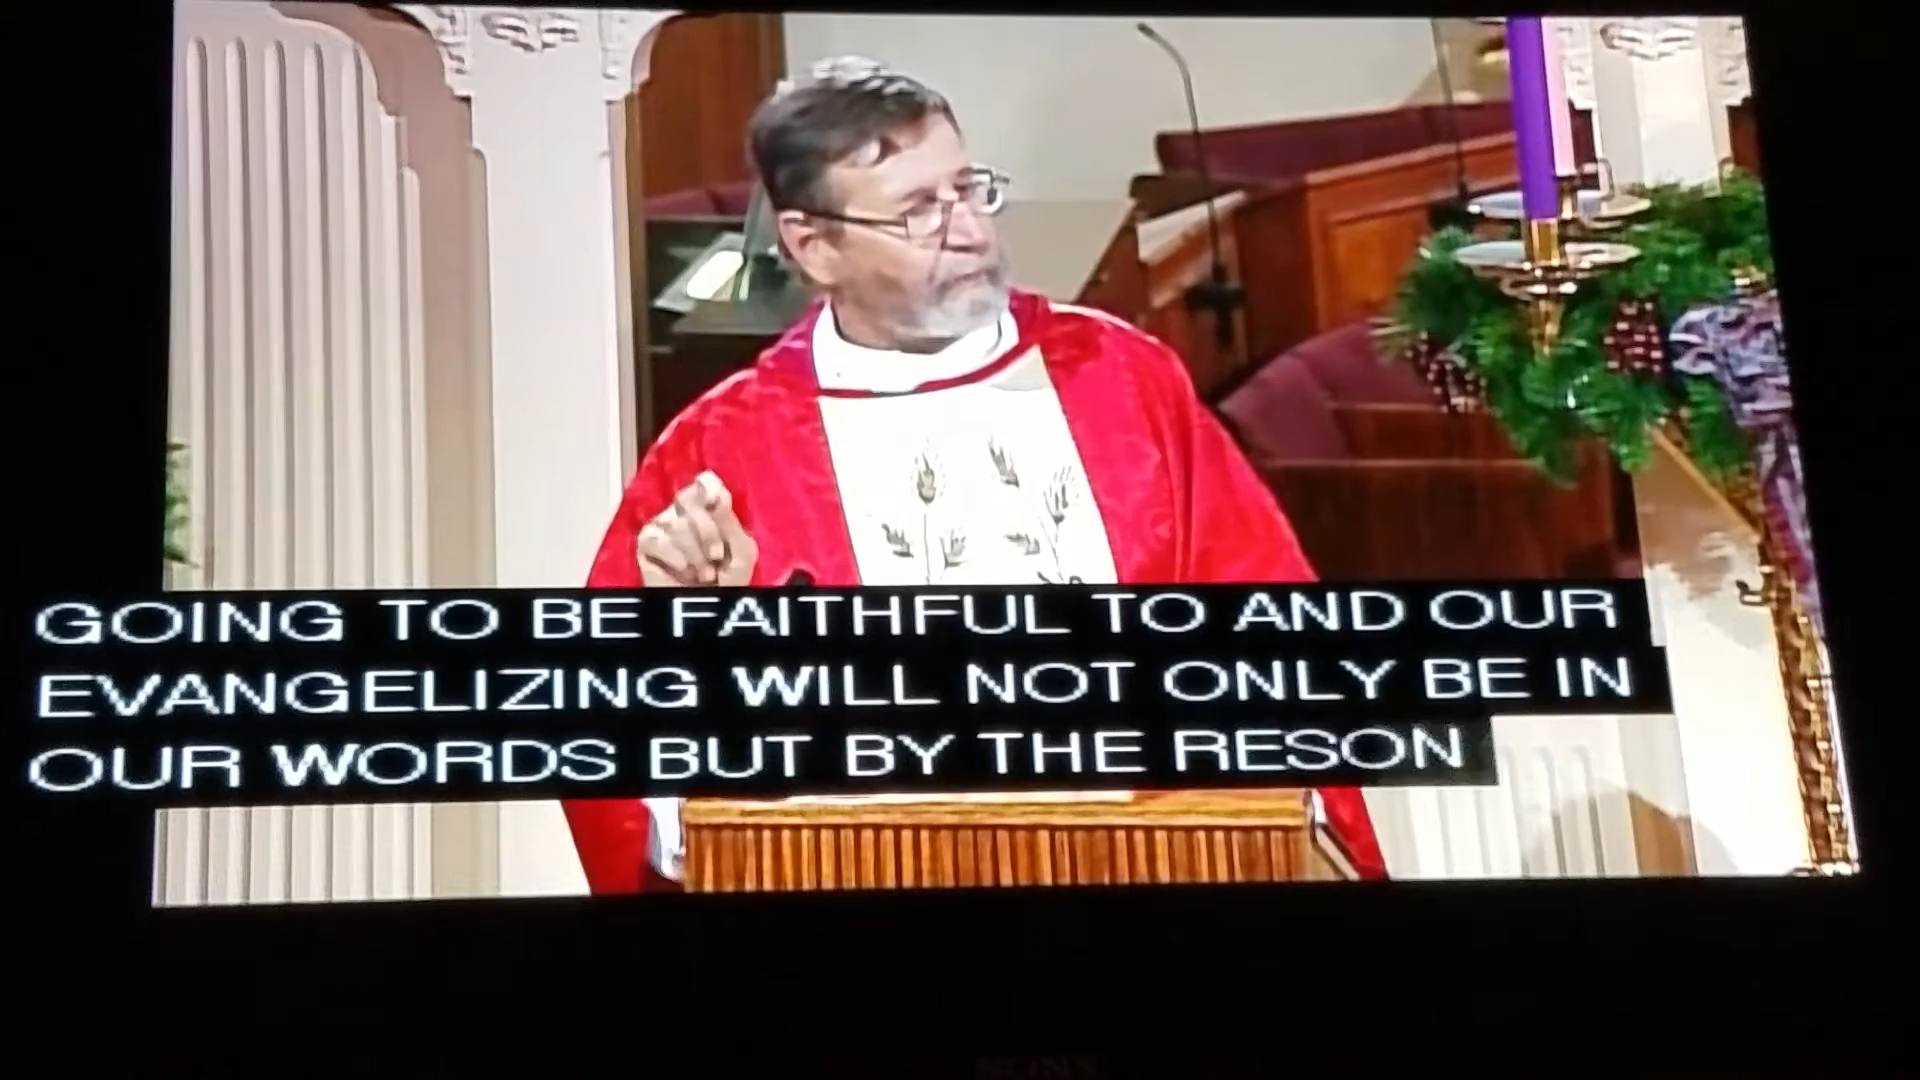 GOING TO BE FAITHFUL TO AND OUR
EVANGELIZING WILL NOT ONLY BE IN
OUR WORDS BUT BY THE RESON
SONY